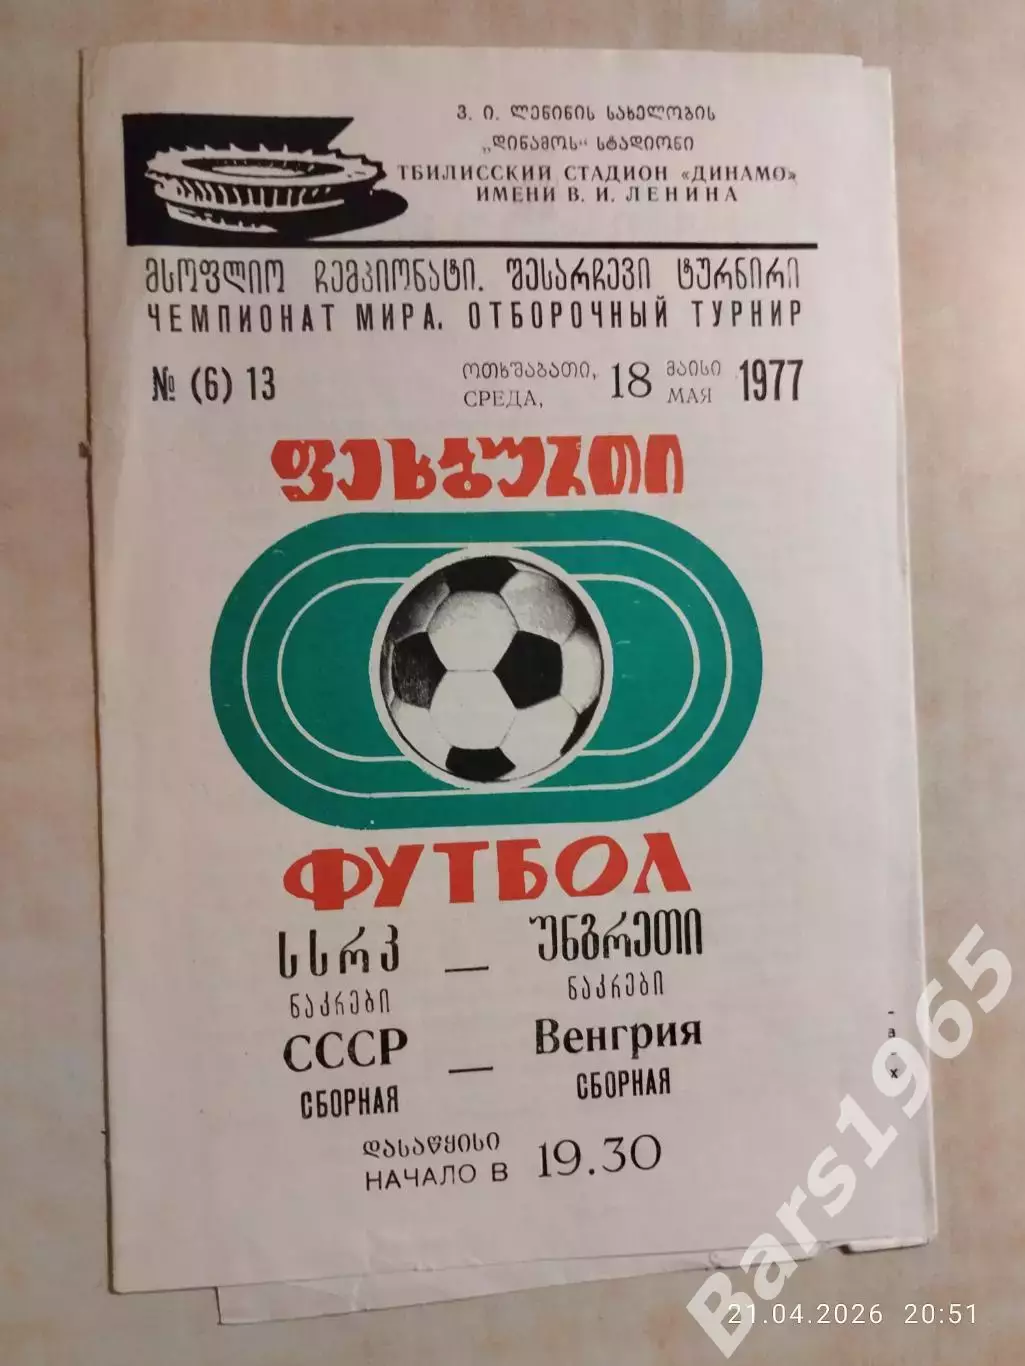 ვ. ი. ლენინის სახელობის
„დინამოს“ სტადიონი
ТБИЛИССКИЙ СТАДИОН «ДИНАМО»
ИМЕНИ В. И. ЛЕНИНА
მსოფლიო ჩემპიონატი. შესარჩევი ტურნირი
ЧЕМПИОНАТ МИРА. ОТБОРОЧНЫЙ ТУРНИР
№ (6) 13
ოთხშაბათი, 18 მაისი 1977
СРЕДА, МАЯ
ფეხბურთი
ФУТБОЛ
სსრკ — უნგრეთი
ნაკრები ნაკრები
СССР — Венгрия
СБОРНАЯ СБОРНАЯ
დასაწყისი
НАЧАЛО В 19.30
-
а
-
х
Bars1965
21.04.2026 20:51